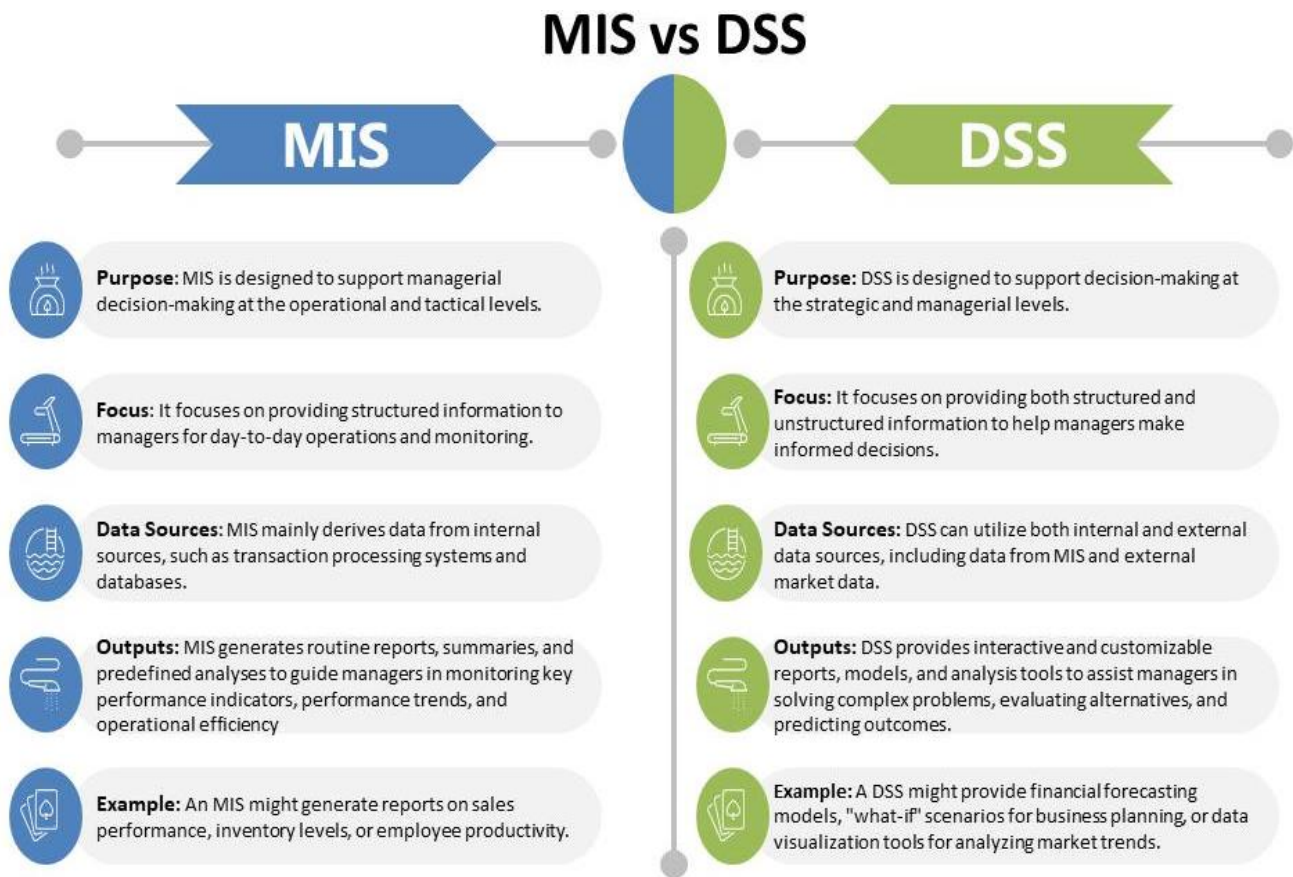 MIS vs DSS
MIS
DSS
Purpose: MIS is designed to support managerial
decision-making at the operational and tactical levels.
Focus: It focuses on providing structured information to
managers for day-to-day operations and monitoring.
Data Sources: MIS mainly derives data from internal
sources, such as transaction processing systems and
databases.
Outputs: MIS generates routine reports, summaries, and
predefined analyses to guide managers in monitoring key
performance indicators, performance trends, and
operational efficiency
Example: An MIS might generate reports on sales
performance, inventory levels, or employee productivity.
Purpose: DSS is designed to support decision-making at
the strategic and managerial levels.
Focus: It focuses on providing both structured and
unstructured information to help managers make
informed decisions.
Data Sources: DSS can utilize both internal and external
data sources, including data from MIS and external
market data.
Outputs: DSS provides interactive and customizable
reports, models, and analysis tools to assist managers in
solving complex problems, evaluating alternatives, and
predicting outcomes.
Example: A DSS might provide financial forecasting
models, "what-if" scenarios for business planning, or data
visualization tools for analyzing market trends.